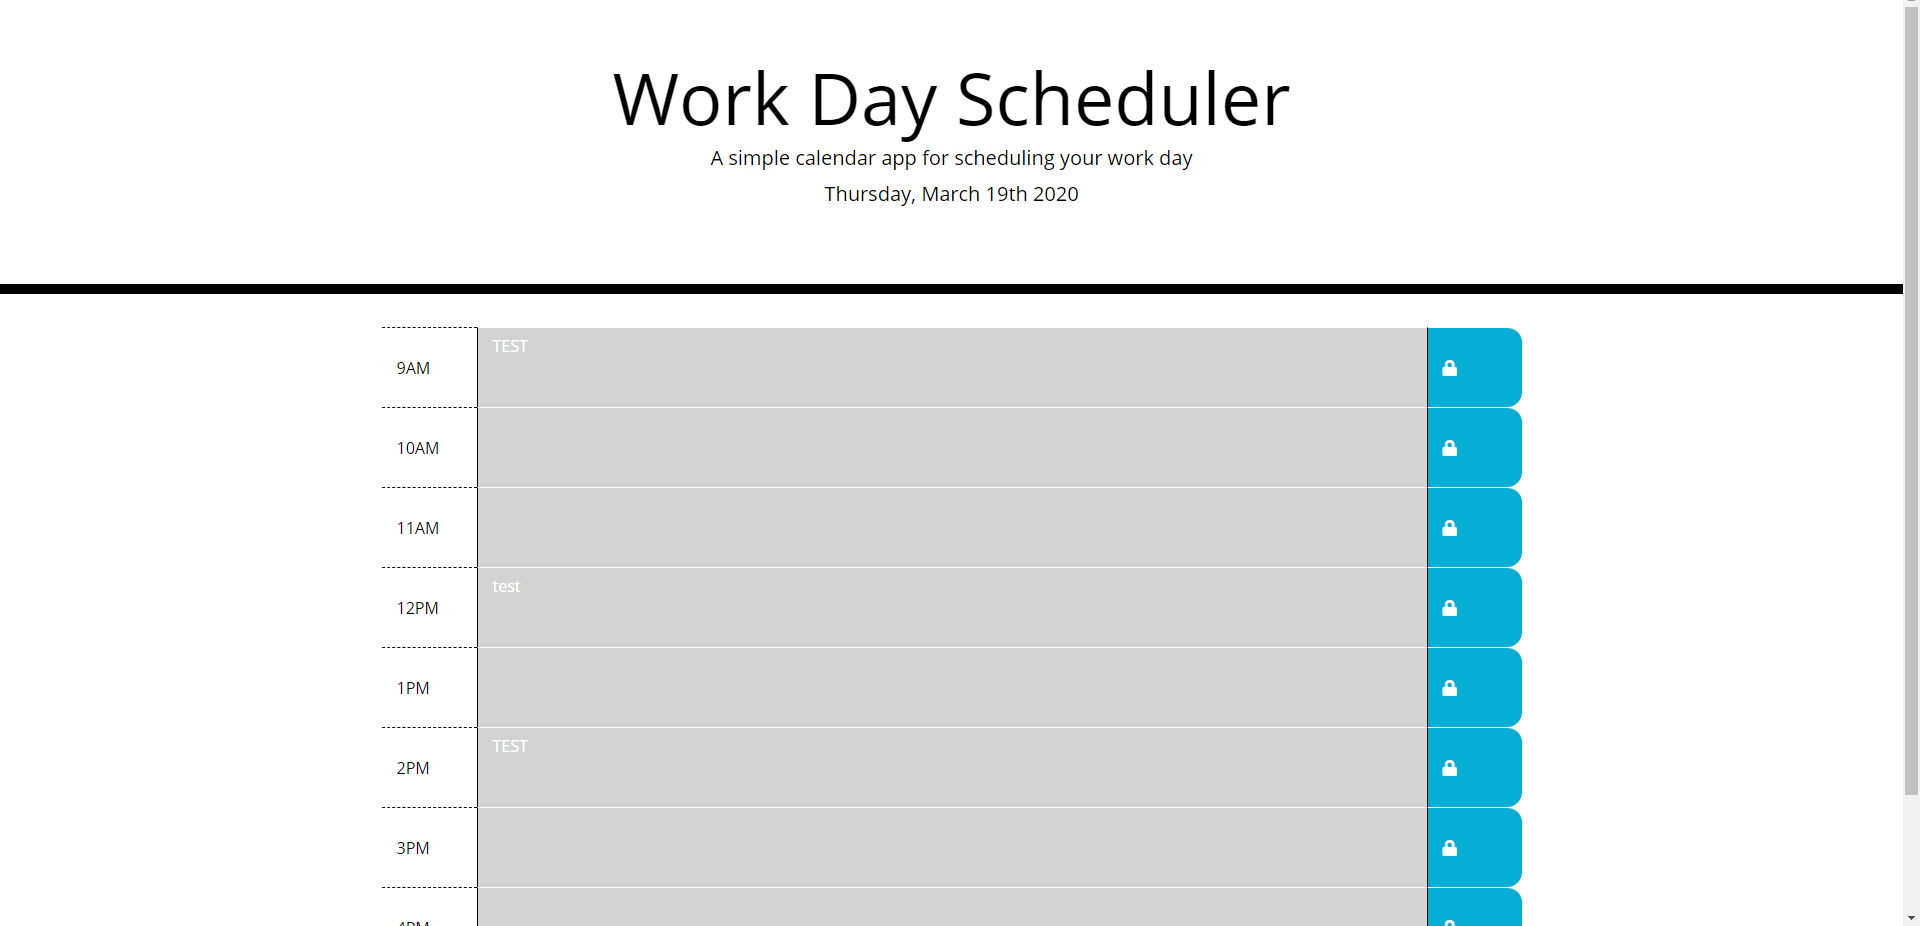 Work Day Scheduler
A simple calendar app for scheduling your work day
Thursday, March 19th 2020
9AM
TEST
10AM
11AM
12PM
test
1PM
2PM
TEST
3PM
4PM